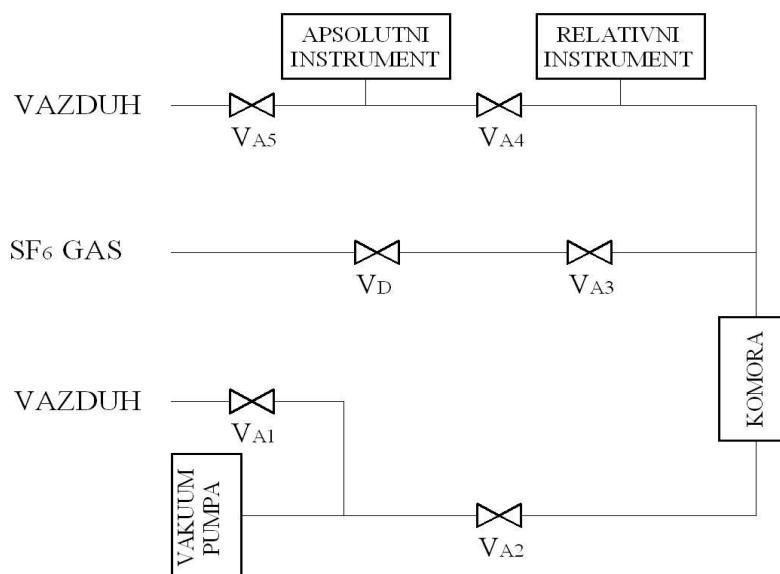 APSOLUTNI
INSTRUMENT
RELATIVNI
INSTRUMENT
VAZDUH
VA5
VA4
SF6 GAS
VD
VA3
KOMORA
VAZDUH
VA1
VAKUUM
PUMPA
VA2